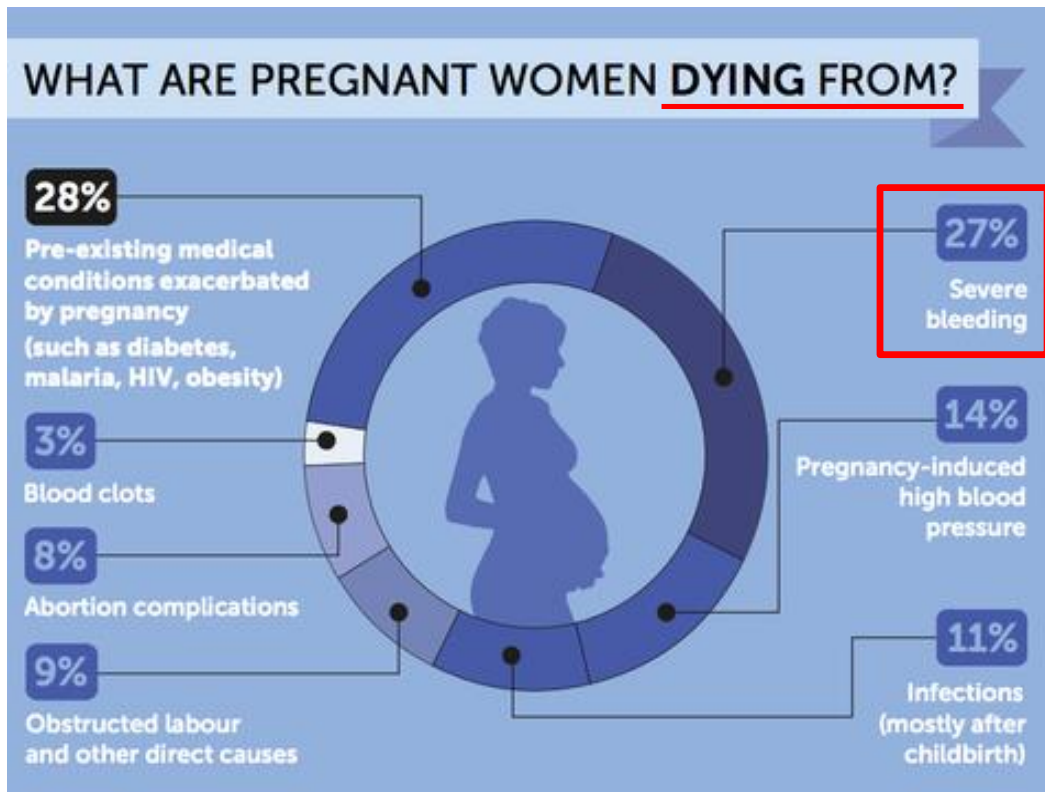 WHAT ARE PREGNANT WOMEN DYING FROM?
28%
Pre-existing medical
conditions exacerbated
by pregnancy
(such as diabetes,
malaria, HIV, obesity)
3%
Blood clots
8%
Abortion complications
9%
Obstructed labour
and other direct causes
27%
Severe
bleeding
14%
Pregnancy-induced
high blood
pressure
11%
Infections
(mostly after
childbirth)